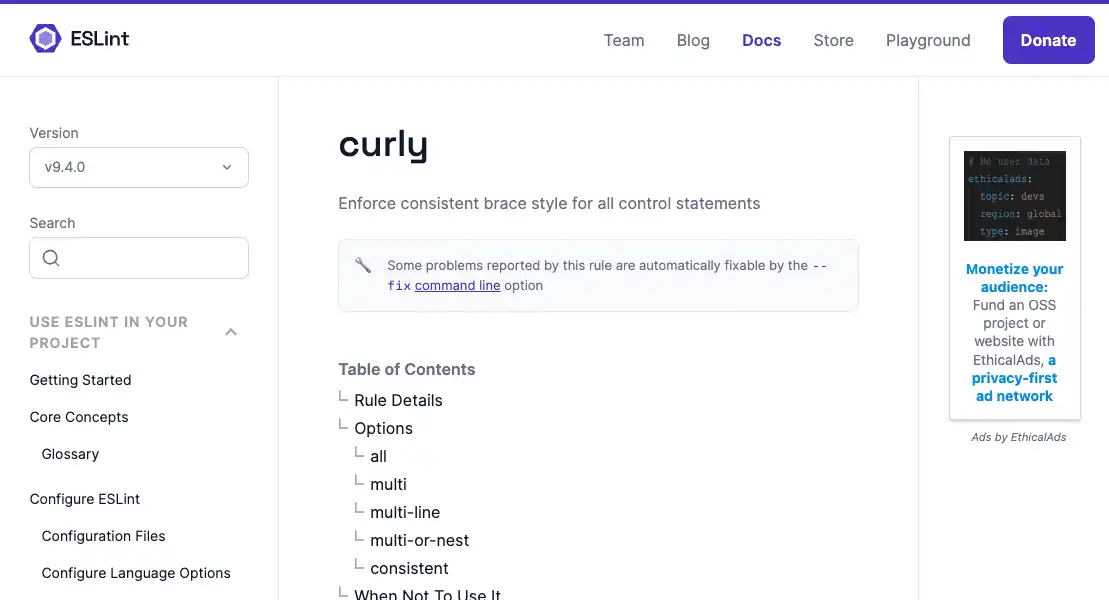 ESLint
Team
Blog
Docs
Store
Playground
Donate
Version
v9.4.0
Search
USE ESLINT IN YOUR
PROJECT
Getting Started
Core Concepts
Glossary
Configure ESLint
Configuration Files
Configure Language Options
curly
Enforce consistent brace style for all control statements
Some problems reported by this rule are automatically fixable by the --
fix command line option
Table of Contents
Rule Details
Options
all
multi
multi-line
multi-or-nest
consistent
When Not To Use It
# No user data
ethicalads:
topic: devs
region: global
type: image
Monetize your
audience:
Fund an OSS
project or
website with
EthicalAds, a
privacy-first
ad network
Ads by EthicalAds